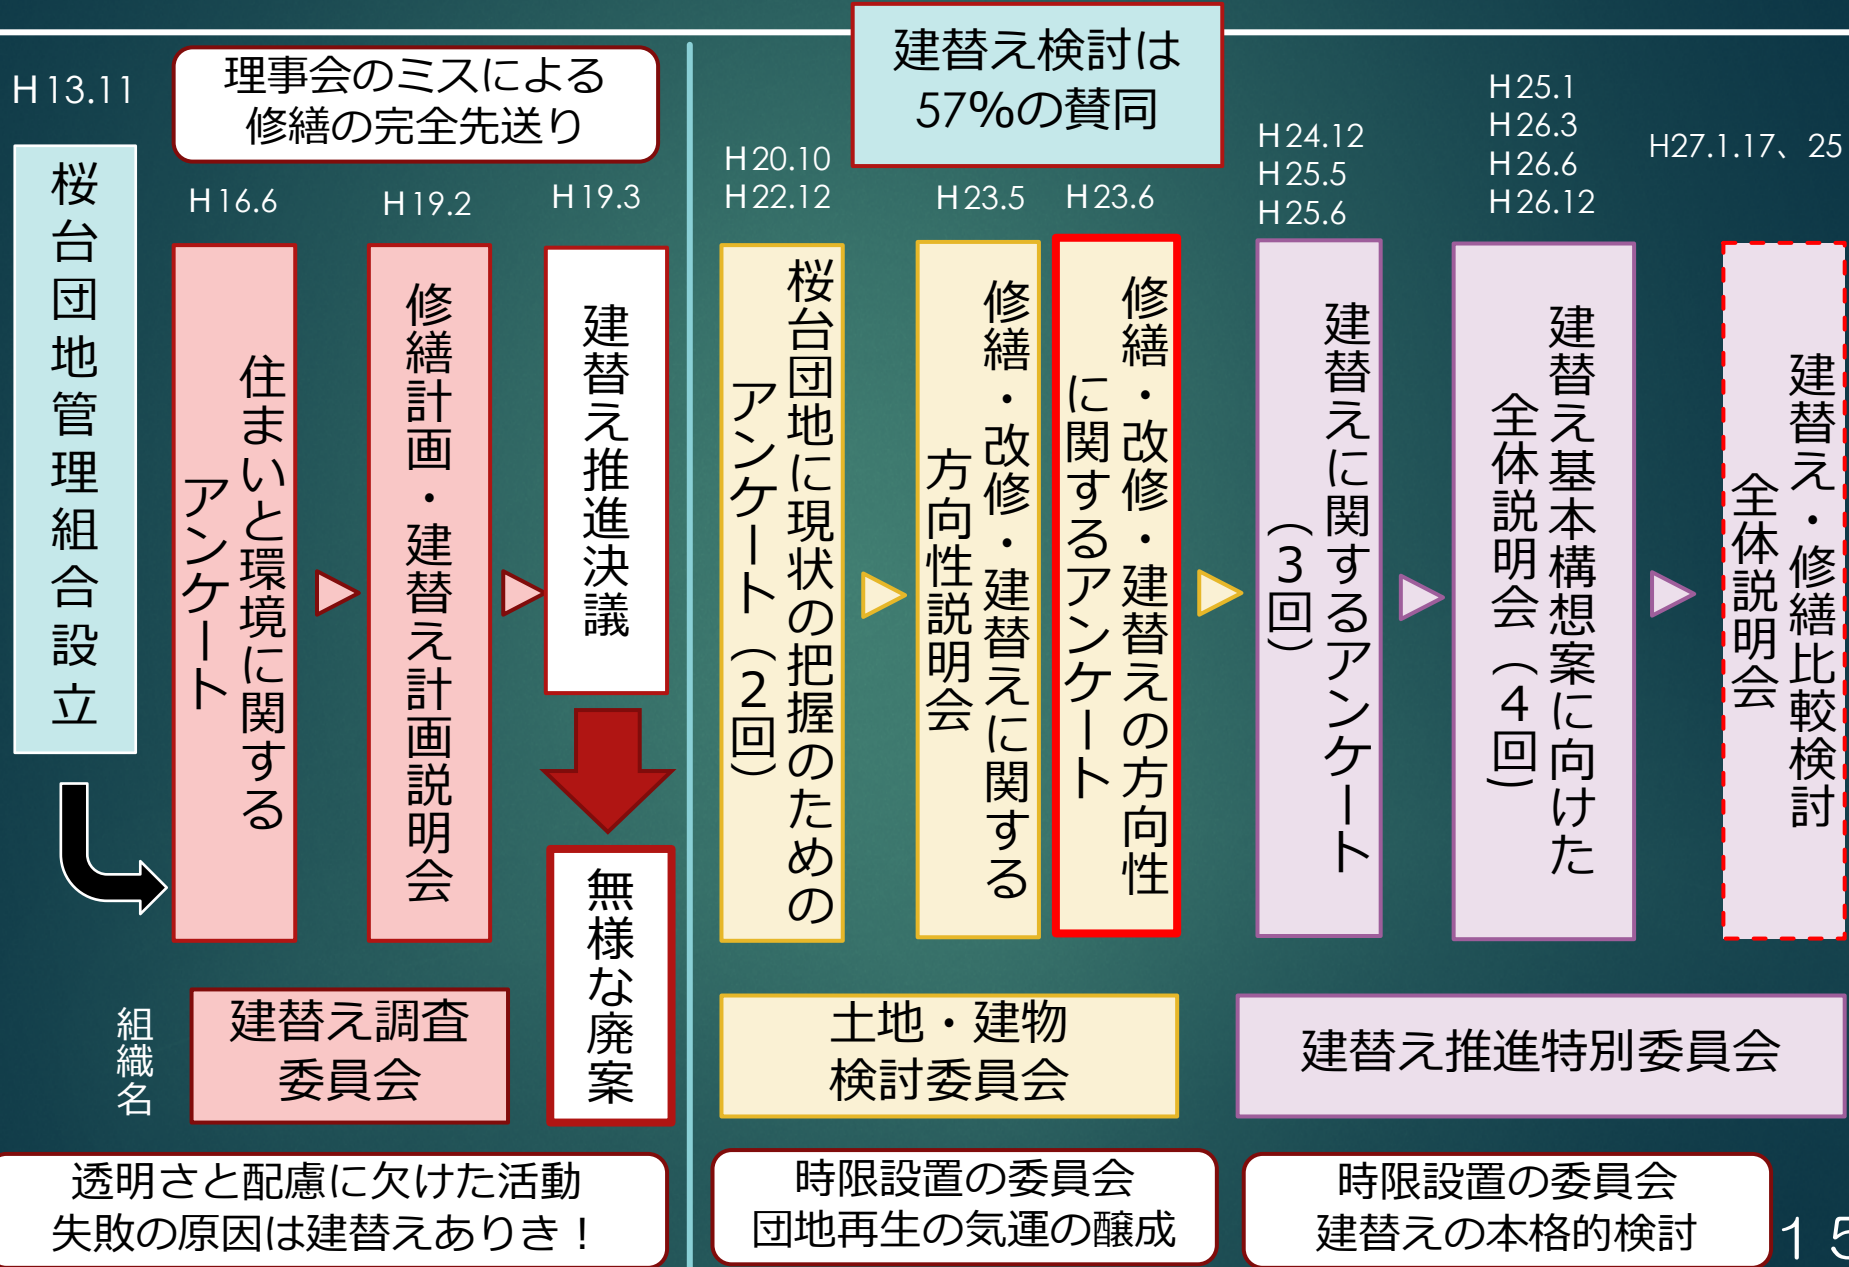 H13.11
桜台団地管理組合設立
理事会のミスによる
修繕の完全先送り
H16.6
住まいと環境に関する
アンケート
H19.2
修繕計画・建替え計画説明会
H19.3
建替え推進決議
無様な廃案
建替え検討は
57%の賛同
H20.10
H22.12
桜台団地に現状の把握のための
アンケート（2回）
H23.5
修繕・改修・建替えに関する
方向性説明会
H23.6
修繕・改修・建替えの方向性
に関するアンケート
H24.12
H25.5
H25.6
建替えに関するアンケート
（3回）
H25.1
H26.3
H26.6
H26.12
建替え基本構想案に向けた
全体説明会（4回）
H27.1.17、25
建替え・修繕比較検討
全体説明会
組織名
建替え調査
委員会
土地・建物
検討委員会
建替え推進特別委員会
透明さと配慮に欠けた活動
失敗の原因は建替えありき！
時限設置の委員会
団地再生の気運の醸成
時限設置の委員会
建替えの本格的検討
15